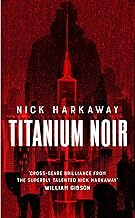 NICK HARKAWAY
TITANIUM NOIR
'CROSS-GENRE BRILLIANCE FROM
THE SUPERBLY TALENTED NICK HARKAWAY'
WILLIAM GIBSON